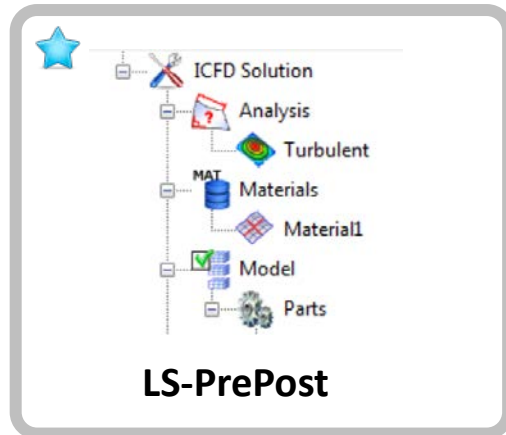 ICFD Solution
?
Analysis
Turbulent
MAT
Materials
Material1
Model
Parts
LS-PrePost